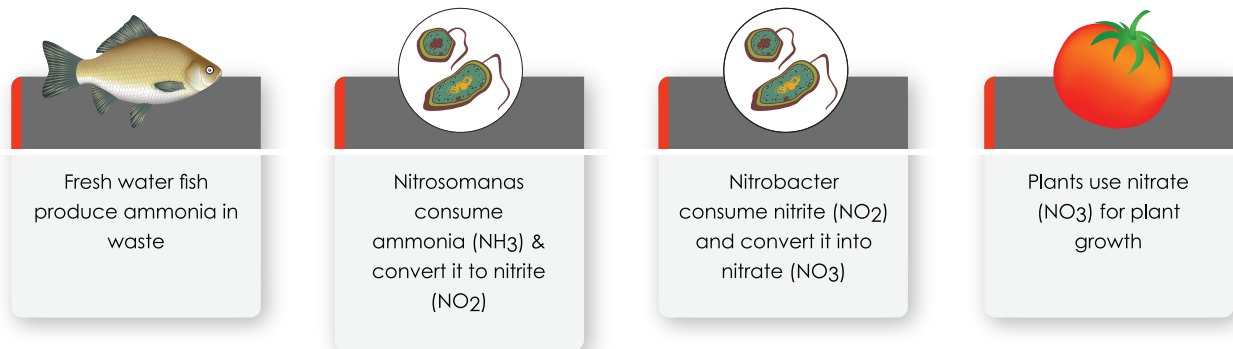 Fresh water fish
produce ammonia in
waste
Nitrosomanas
consume
ammonia (NH3) &
convert it to nitrite
(NO2)
Nitrobacter
consume nitrite (NO2)
and convert it into
nitrate (NO3)
Plants use nitrate
(NO3) for plant
growth